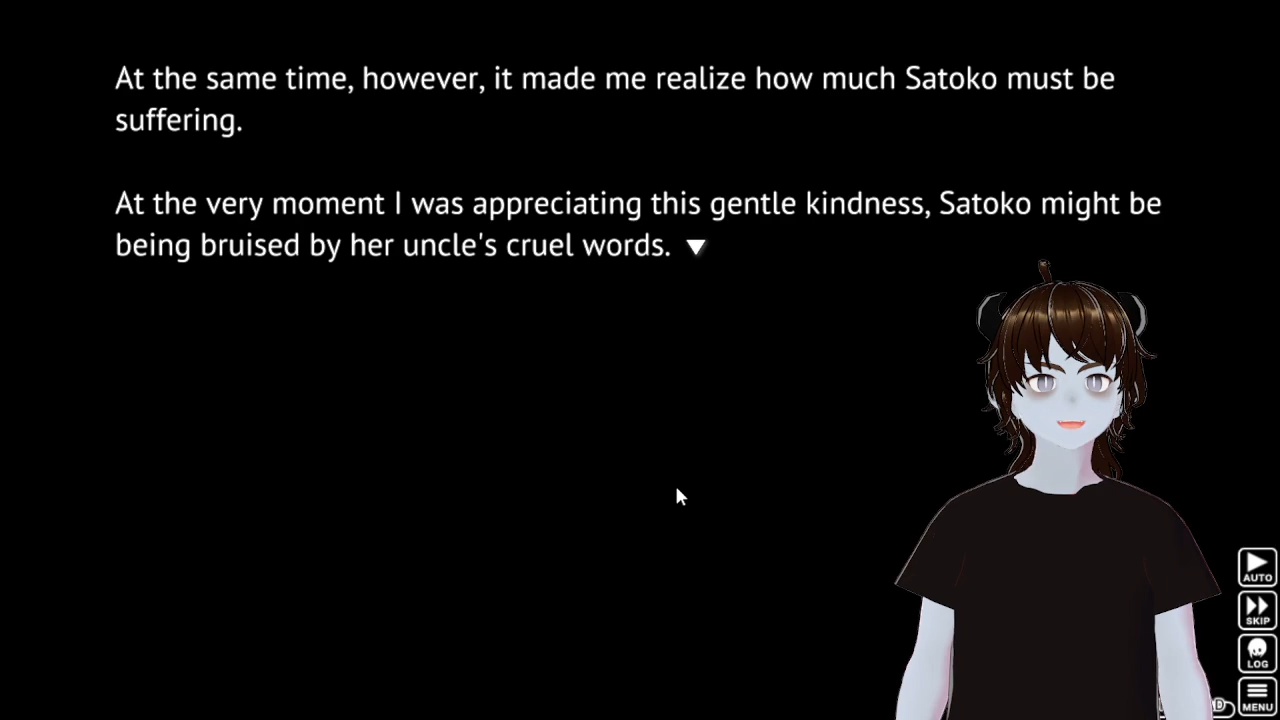 At the same time, however, it made me realize how much Satoko must be
suffering.
At the very moment I was appreciating this gentle kindness, Satoko might be
being bruised by her uncle's cruel words.
AUTO
SKIP
LOG
MENU